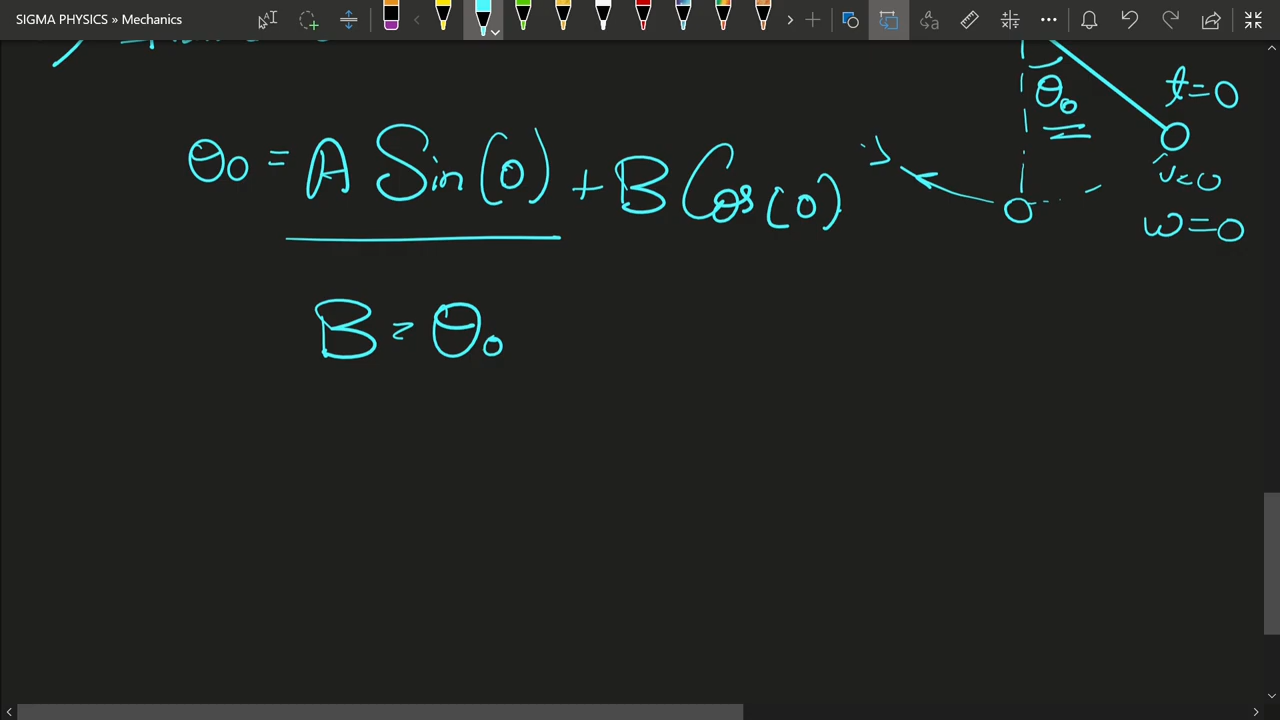 SIGMA PHYSICS » Mechanics
θ₀ = A Sin(0) + B Cos(0)
B = θ₀
θ₀
t=0
v<0
ω=0